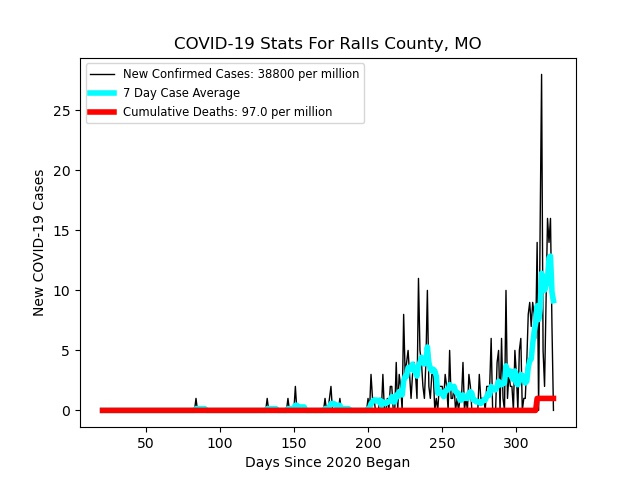 COVID-19 Stats For Ralls County, MO
New Confirmed Cases: 38800 per million
7 Day Case Average
Cumulative Deaths: 97.0 per million
New COVID-19 Cases
25
20
15
10
5
0
50 100 150 200 250 300
Days Since 2020 Began